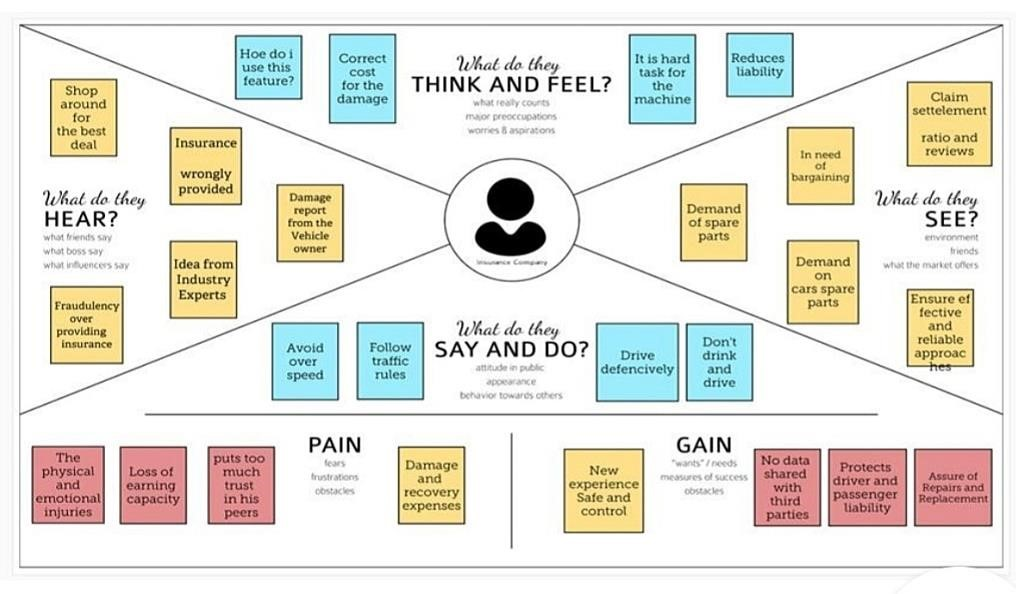 Hoe do i
use this
feature?
Correct
cost
for the
damage
What do they
THINK AND FEEL?
what really counts
major preoccupations
worries & aspirations
It is hard
task for
the
machine
Reduces
liability
Shop
around
for
the best
deal
Insurance
wrongly
provided
Damage
report
from the
Vehicle
owner
What do they
HEAR?
what friends say
what boss say
what influencers say
Idea from
Industry
Experts
Fraudulency
over
providing
insurance
Insurance Company
Claim
settelement
ratio and
reviews
In need
of
bargaining
Demand
of spare
parts
What do they
SEE?
environment
friends
what the market offers
Demand
on
cars spare
parts
Ensure ef
fective
and
reliable
approac
hes
Avoid
over
speed
Follow
traffic
rules
What do they
SAY AND DO?
attitude in public
appearance
behavior towards others
Drive
defencively
Don't
drink
and
drive
The
physical
and
emotional
injuries
Loss of
earning
capacity
puts too
much
trust
in his
peers
PAIN
fears
frustrations
obstacles
Damage
and
recovery
expenses
New
experience
Safe and
control
GAIN
"wants" / needs
measures of success
obstacles
No data
shared
with
third
parties
Protects
driver and
passenger
liability
Assure of
Repairs and
Replacement